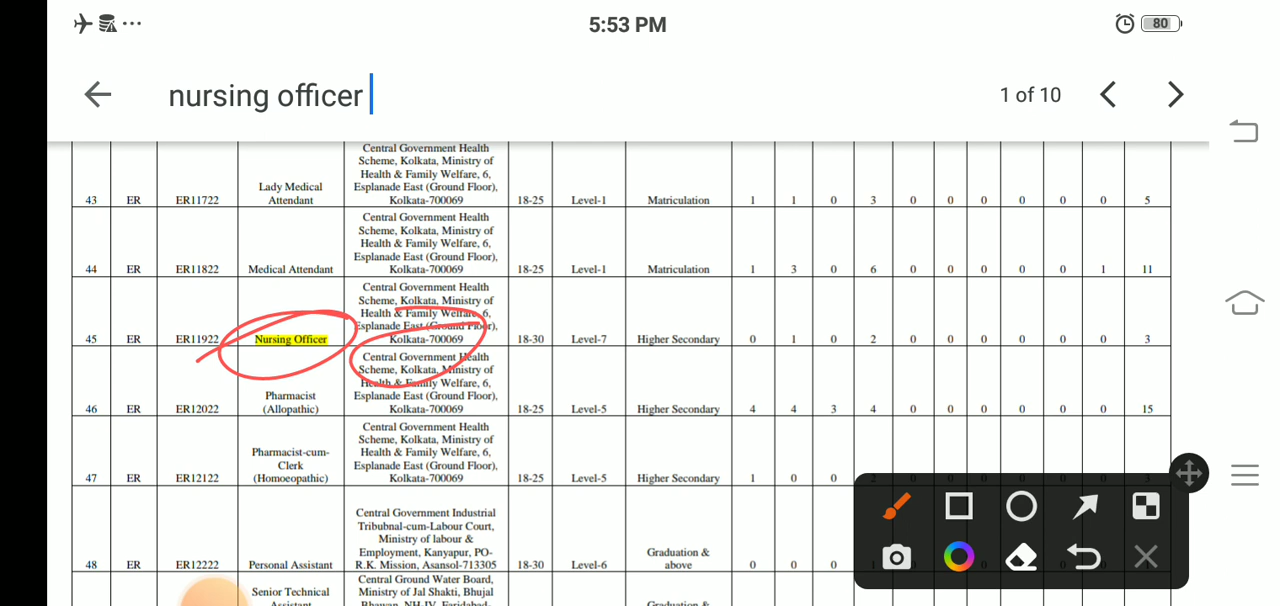 5:53 PM
80
nursing officer
1 of 10
Central Government Health
Scheme, Kolkata, Ministry of
Health & Family Welfare, 6,
Esplanade East (Ground Floor),
43 ER ER11722 Lady Medical Attendant Kolkata-700069 18-25 Level-1 Matriculation 1 1 0 3 0 0 0 0 0 5
Central Government Health
Scheme, Kolkata, Ministry of
Health & Family Welfare, 6,
Esplanade East (Ground Floor),
44 ER ER11822 Medical Attendant Kolkata-700069 18-25 Level-1 Matriculation 1 3 0 6 0 0 0 0 1 11
Central Government Health
Scheme, Kolkata, Ministry of
Health & Family Welfare, 6,
Esplanade East (Ground Floor),
45 ER ER11922 Nursing Officer Kolkata-700069 18-30 Level-7 Higher Secondary 0 1 0 2 0 0 0 0 0 3
Central Government Health
Scheme, Kolkata, Ministry of
Health & Family Welfare, 6,
Pharmacist Esplanade East (Ground Floor),
46 ER ER12022 (Allopathic) Kolkata-700069 18-25 Level-5 Higher Secondary 4 4 3 4 0 0 0 0 0 15
Central Government Health
Scheme, Kolkata, Ministry of
Pharmacist-cum- Health & Family Welfare, 6,
Clerk Esplanade East (Ground Floor),
47 ER ER12122 (Homoeopathic) Kolkata-700069 18-25 Level-5 Higher Secondary 1 0 0
Central Government Industrial
Tribubnal-cum-Labour Court,
Ministry of labour &
Employment, Kanyapur, PO- Graduation &
48 ER ER12222 Personal Assistant R.K. Mission, Asansol-713305 18-30 Level-6 above 0 0 0
Central Ground Water Board,
Senior Technical Ministry of Jal Shakti, Bhujal